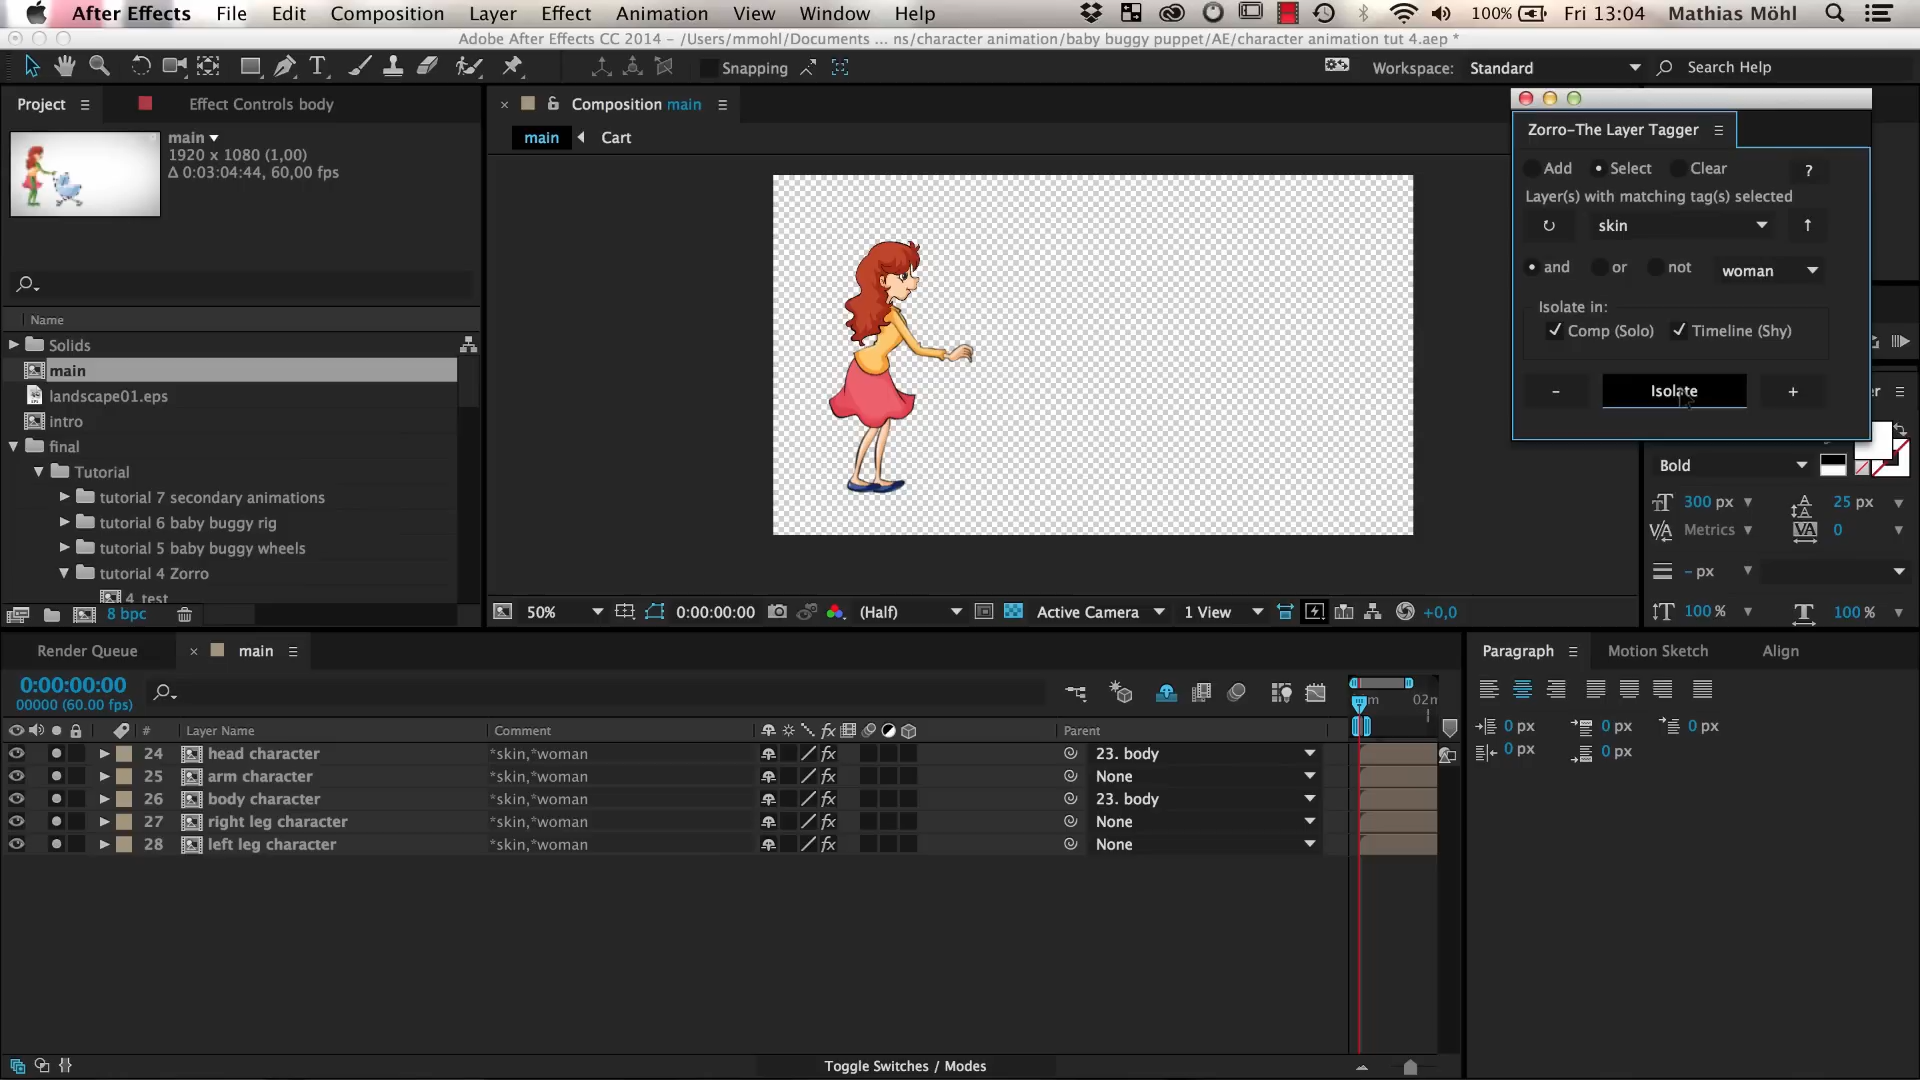 After Effects File Edit Composition Layer Effect Animation View Window Help 100% Fri 13:04 Mathias Möhl
Adobe After Effects CC 2014 – /Users/mmohl/Documents ... ns/character animation/baby buggy puppet/AE/character animation tut 4.aep *
Snapping Workspace: Standard Search Help
Project Effect Controls body
main
1920 x 1080 (1,00)
Δ 0:03:04:44, 60,00 fps
Name
Solids
main
landscape01.eps
intro
final
Tutorial
tutorial 7 secondary animations
tutorial 6 baby buggy rig
tutorial 5 baby buggy wheels
tutorial 4 Zorro
4 test
8 bpc
Composition main
main Cart
50% 0:00:00:00 (Half) Active Camera 1 View +0,0
Zorro-The Layer Tagger
Add Select Clear ?
Layer(s) with matching tag(s) selected
skin
and or not woman
Isolate in:
Comp (Solo) Timeline (Shy)
- Isolate +
Bold
300 px 25 px
Metrics 0
- px
100 % 100 %
Render Queue main
0:00:00:00
00000 (60.00 fps)
# Layer Name Comment Parent
24 head character *skin,*woman 23. body
25 arm character *skin,*woman None
26 body character *skin,*woman 23. body
27 right leg character *skin,*woman None
28 left leg character *skin,*woman None
Toggle Switches / Modes
Paragraph Motion Sketch Align
0 px 0 px 0 px
0 px 0 px